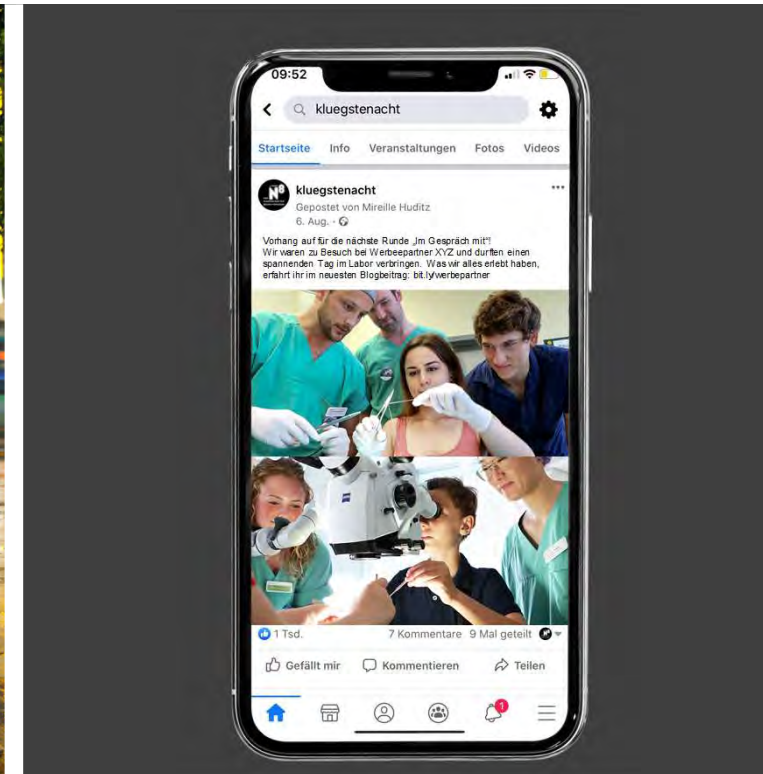 09:52
kluegstenacht
Startseite Info Veranstaltungen Fotos Videos
N8
kluegstenacht
Gepostet von Mireille Huditz
6. Aug. ·
Vorhang auf für die nächste Runde „Im Gespräch mit“!
Wir waren zu Besuch bei Werbeepartner XYZ und durften einen
spannenden Tag im Labor verbringen. Was wir alles erlebt haben,
erfahrt ihr im neuesten Blogbeitrag: bit.ly/werbepartner
ZEISS
1 Tsd. 7 Kommentare 9 Mal geteilt
Gefällt mir Kommentieren Teilen
1